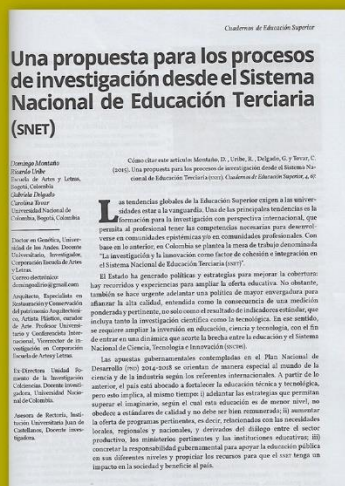 Cuadernos de Educación Superior
Una propuesta para los procesos
de investigación desde el Sistema
Nacional de Educación Terciaria
(SNET)
Domingo Montaño
Ricardo Uribe
Escuela de Artes y Letras,
Bogotá, Colombia
Gabriela Delgado
Carolina Tovar
Universidad Nacional de
Colombia, Bogotá, Colombia
Doctor en Genética, Universi-
dad de los Andes. Docente
Universitario, Investigador,
Corporación Escuela de Artes
y Letras.
Correo electrónico:
Arquitecto, Especialista en
Restauración y Conservación
del patrimonio Arquitectóni-
co, Artista Plástico, curador
de Arte. Profesor Universi-
tario y Conferencista Inter-
nacional, Vicerrector de in-
vestigación en Corporación
Escuela de Arte y Letras.
Ex-Directora Unidad Fo-
mento de la Investigación
Colciencias. Docente investi-
gadora, Universidad Nacio-
nal de Colombia.
Asesora de Rectoría, Insti-
tución Universitaria Juan de
Castellanos, Docente inves-
tigadora.
Cómo citar este artículo: Montaño, D., Uribe, R., Delgado, G. y Tovar, C.
(2015). Una propuesta para los procesos de investigación desde el Sistema Na-
cional de Educación Terciaria (SNET). Cuadernos de Educación Superior, 4, 67.
Las tendencias globales de la Educación Superior exigen a las univer-
sidades estar a la vanguardia. Una de las principales tendencias es la
formación para la investigación con perspectiva internacional, que
permita al profesional tener las competencias necesarias para desenvol-
verse en comunidades epistémicas y/o en comunidades profesionales. Con
base en lo anterior, en Colombia se plantea la mesa de trabajo denominada
"La investigación y la innovación como factor de cohesión e integración en
el Sistema Nacional de Educación Terciaria (SNET)".
El Estado ha generado políticas y estrategias para mejorar la cobertura:
hay recorridos y experiencias para ampliar la oferta educativa. No obstante,
también se hace urgente adelantar una política de mayor envergadura para
afianzar la alta calidad, entendida como la consecuencia de una medición
ponderada y pertinente, no solo como el resultado de indicadores estándar, que
incluya tanto la investigación científica como la tecnológica. En ese sentido,
se requiere ampliar la inversión en educación, ciencia y tecnología, con el fin
de entrar en una dinámica que acorte la brecha entre la educación y el Sistema
Nacional de Ciencia, Tecnología e Innovación
Las apuestas gubernamentales contempladas en el Plan Nacional de
Desarrollo (PND) 2014-2018 se orientan de manera especial al mundo de la
ciencia y de la industria según los referentes internacionales. A partir de lo
anterior, el país está abocado a fortalecer la educación técnica y tecnológica,
pero esto implica, al mismo tiempo: i) adelantar las estrategias que permitan
superar el imaginario, según el cual esta educación es de menor nivel, no
obedece a estándares de calidad y no debe ser bien remunerado; ii) aumentar
la oferta de programas pertinentes, es decir, relacionados con las necesidades
locales, regionales y nacionales, y derivados del diálogo entre el sector
productivo, los ministerios pertinentes y las instituciones educativas; iii)
concretar la responsabilidad gubernamental para apoyar la educación pública
en sus diferentes niveles y propiciar los recursos para que el SNET tenga un
impacto en la sociedad y beneficie al país.